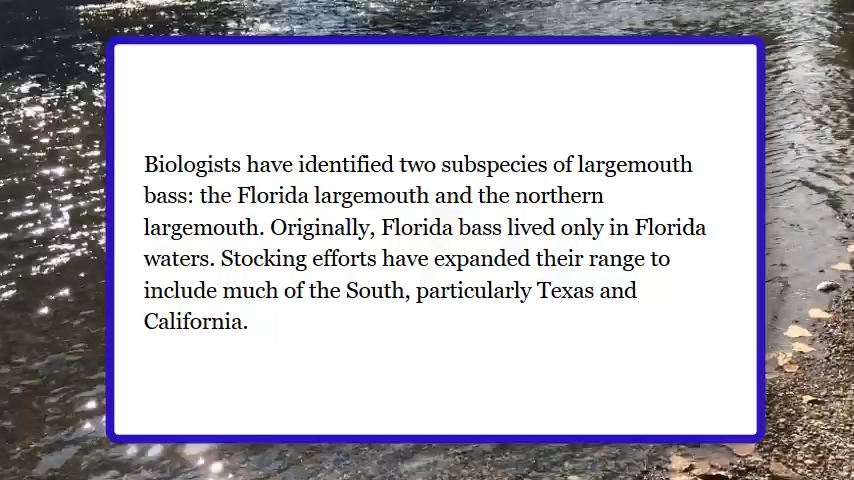 Biologists have identified two subspecies of largemouth
bass: the Florida largemouth and the northern
largemouth. Originally, Florida bass lived only in Florida
waters. Stocking efforts have expanded their range to
include much of the South, particularly Texas and
California.